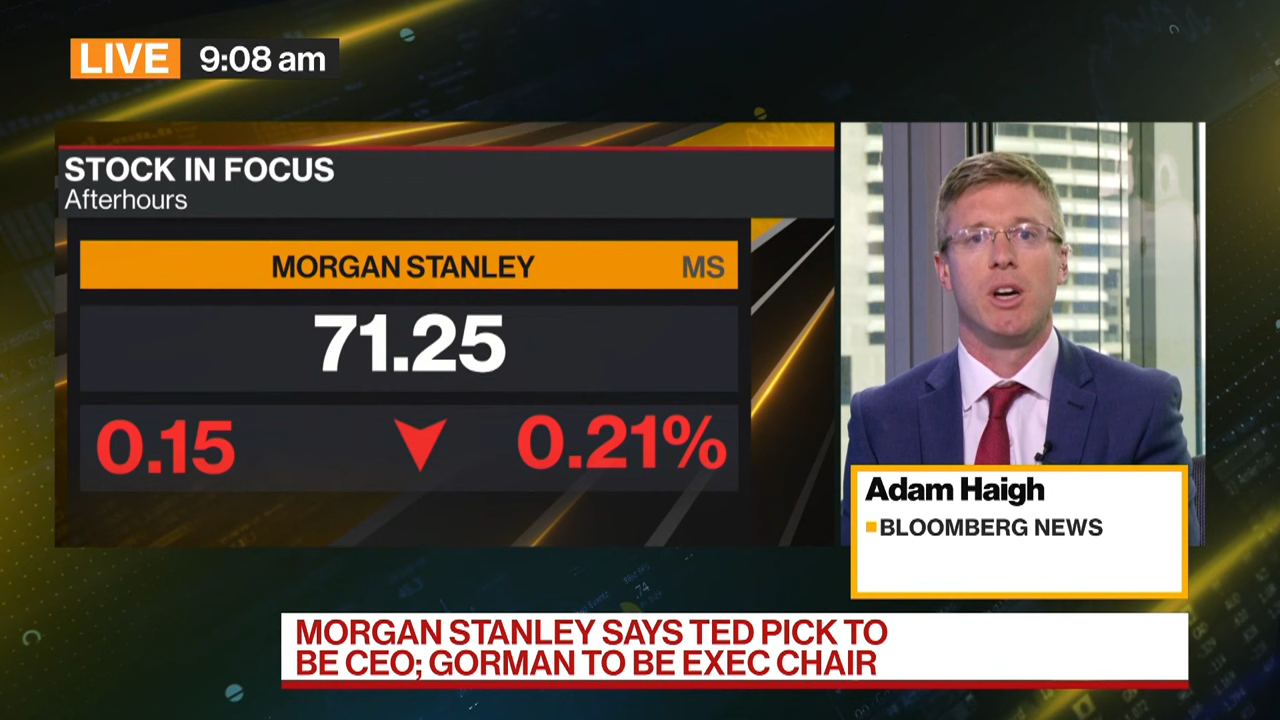 LIVE 9:08 am
STOCK IN FOCUS
Afterhours
MORGAN STANLEY MS
71.25
0.15 0.21%
Adam Haigh
BLOOMBERG NEWS
MORGAN STANLEY SAYS TED PICK TO
BE CEO; GORMAN TO BE EXEC CHAIR